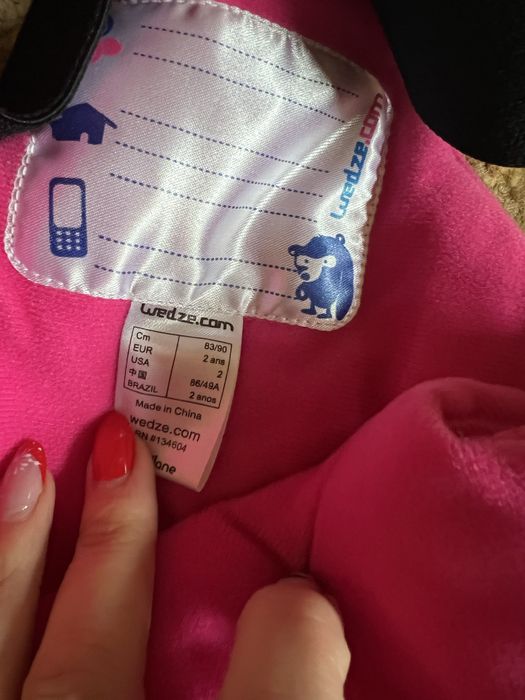 wedze.com
wedze.com
Cm 83/90
EUR 2 ans
USA 2
中国 86/49A
BRAZIL 2 anos
Made in China
wedze.com
RN #134604